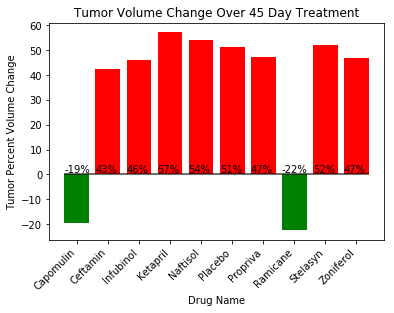 Tumor Volume Change Over 45 Day Treatment
Tumor Percent Volume Change
60
50
40
30
20
10
0
−10
−20
-19% 43% 46% 57% 54% 51% 47% -22% 52% 47%
Capomulin Ceftamin Infubinol Ketapril Naftisol Placebo Propriva Ramicane Stelasyn Zoniferol
Drug Name